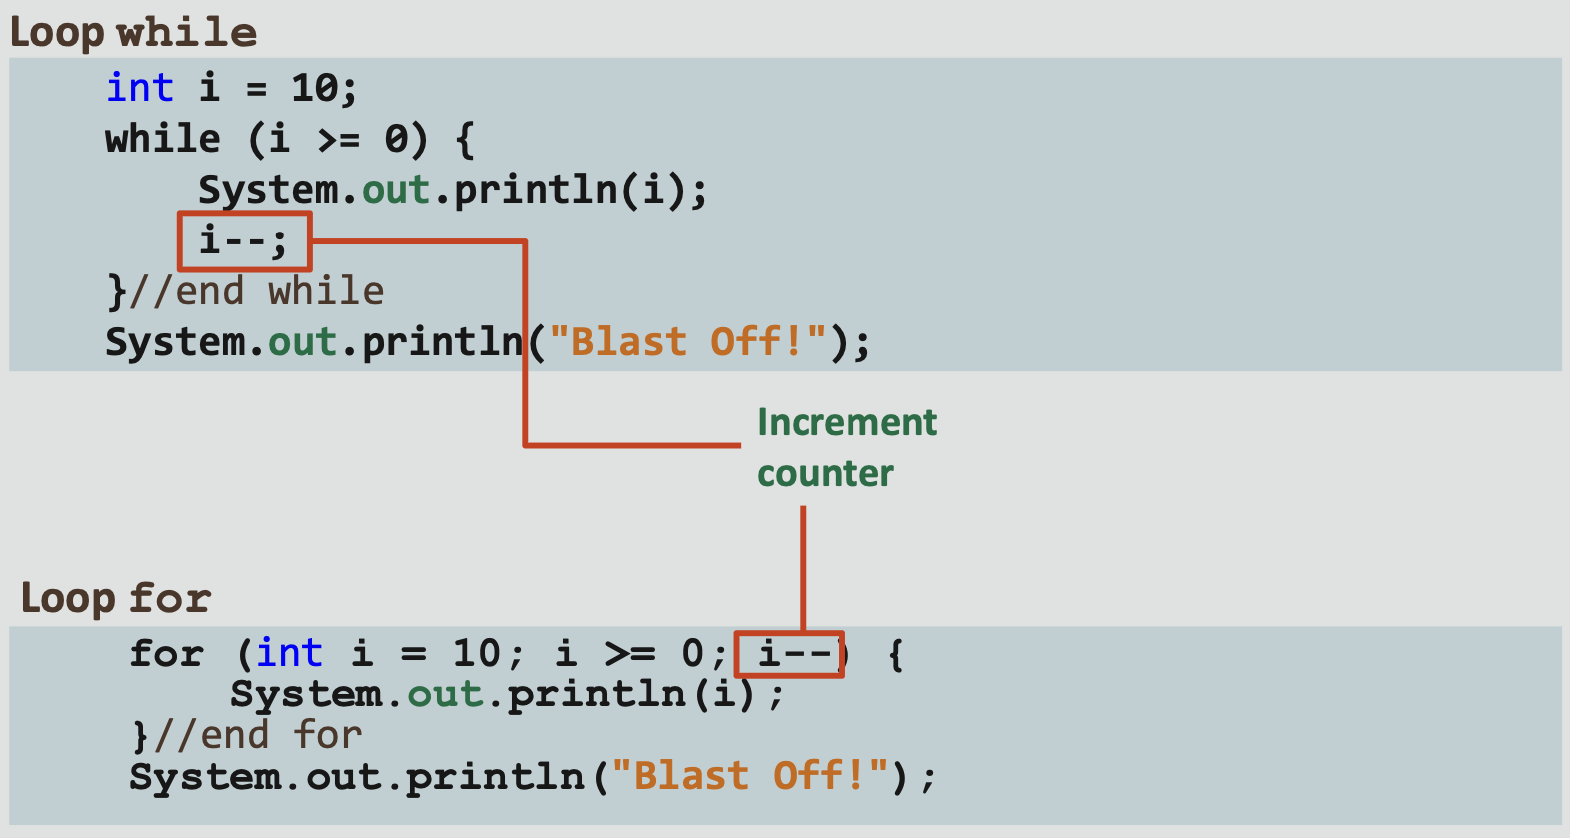 Loop while
int i = 10;
while (i >= 0) {
System.out.println(i);
i--;
}//end while
System.out.println("Blast Off!");
Increment
counter
Loop for
for (int i = 10; i >= 0; i--) {
System.out.println(i);
}//end for
System.out.println("Blast Off!");